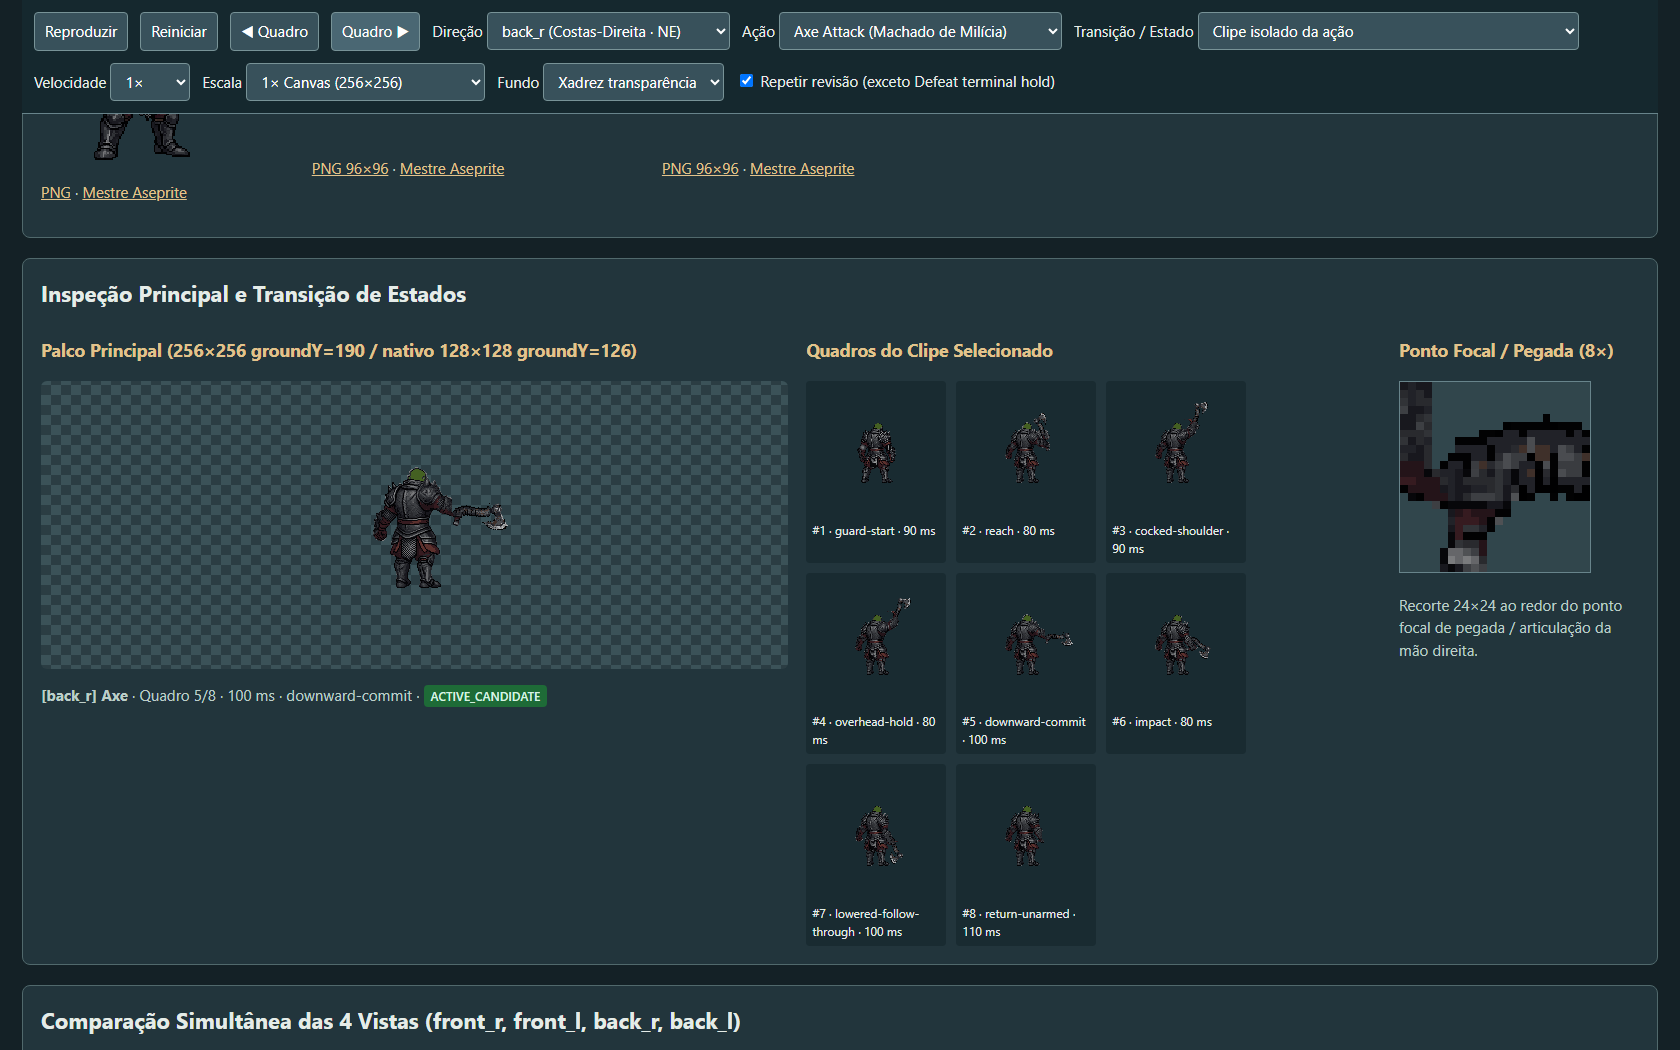 Reproduzir
Reiniciar
◀ Quadro
Quadro ▶
Direção
back_r (Costas-Direita · NE)
Ação
Axe Attack (Machado de Milícia)
Transição / Estado
Clipe isolado da ação
Velocidade
1×
Escala
1× Canvas (256×256)
Fundo
Xadrez transparência
Repetir revisão (exceto Defeat terminal hold)
PNG 96×96 · Mestre Aseprite
PNG 96×96 · Mestre Aseprite
PNG · Mestre Aseprite
Inspeção Principal e Transição de Estados
Palco Principal (256×256 groundY=190 / nativo 128×128 groundY=126)
[back_r] Axe · Quadro 5/8 · 100 ms · downward-commit · ACTIVE_CANDIDATE
Quadros do Clipe Selecionado
#1 · guard-start · 90 ms
#2 · reach · 80 ms
#3 · cocked-shoulder ·
90 ms
#4 · overhead-hold · 80
ms
#5 · downward-commit
· 100 ms
#6 · impact · 80 ms
#7 · lowered-follow-
through · 100 ms
#8 · return-unarmed ·
110 ms
Ponto Focal / Pegada (8×)
Recorte 24×24 ao redor do ponto
focal de pegada / articulação da
mão direita.
Comparação Simultânea das 4 Vistas (front_r, front_l, back_r, back_l)